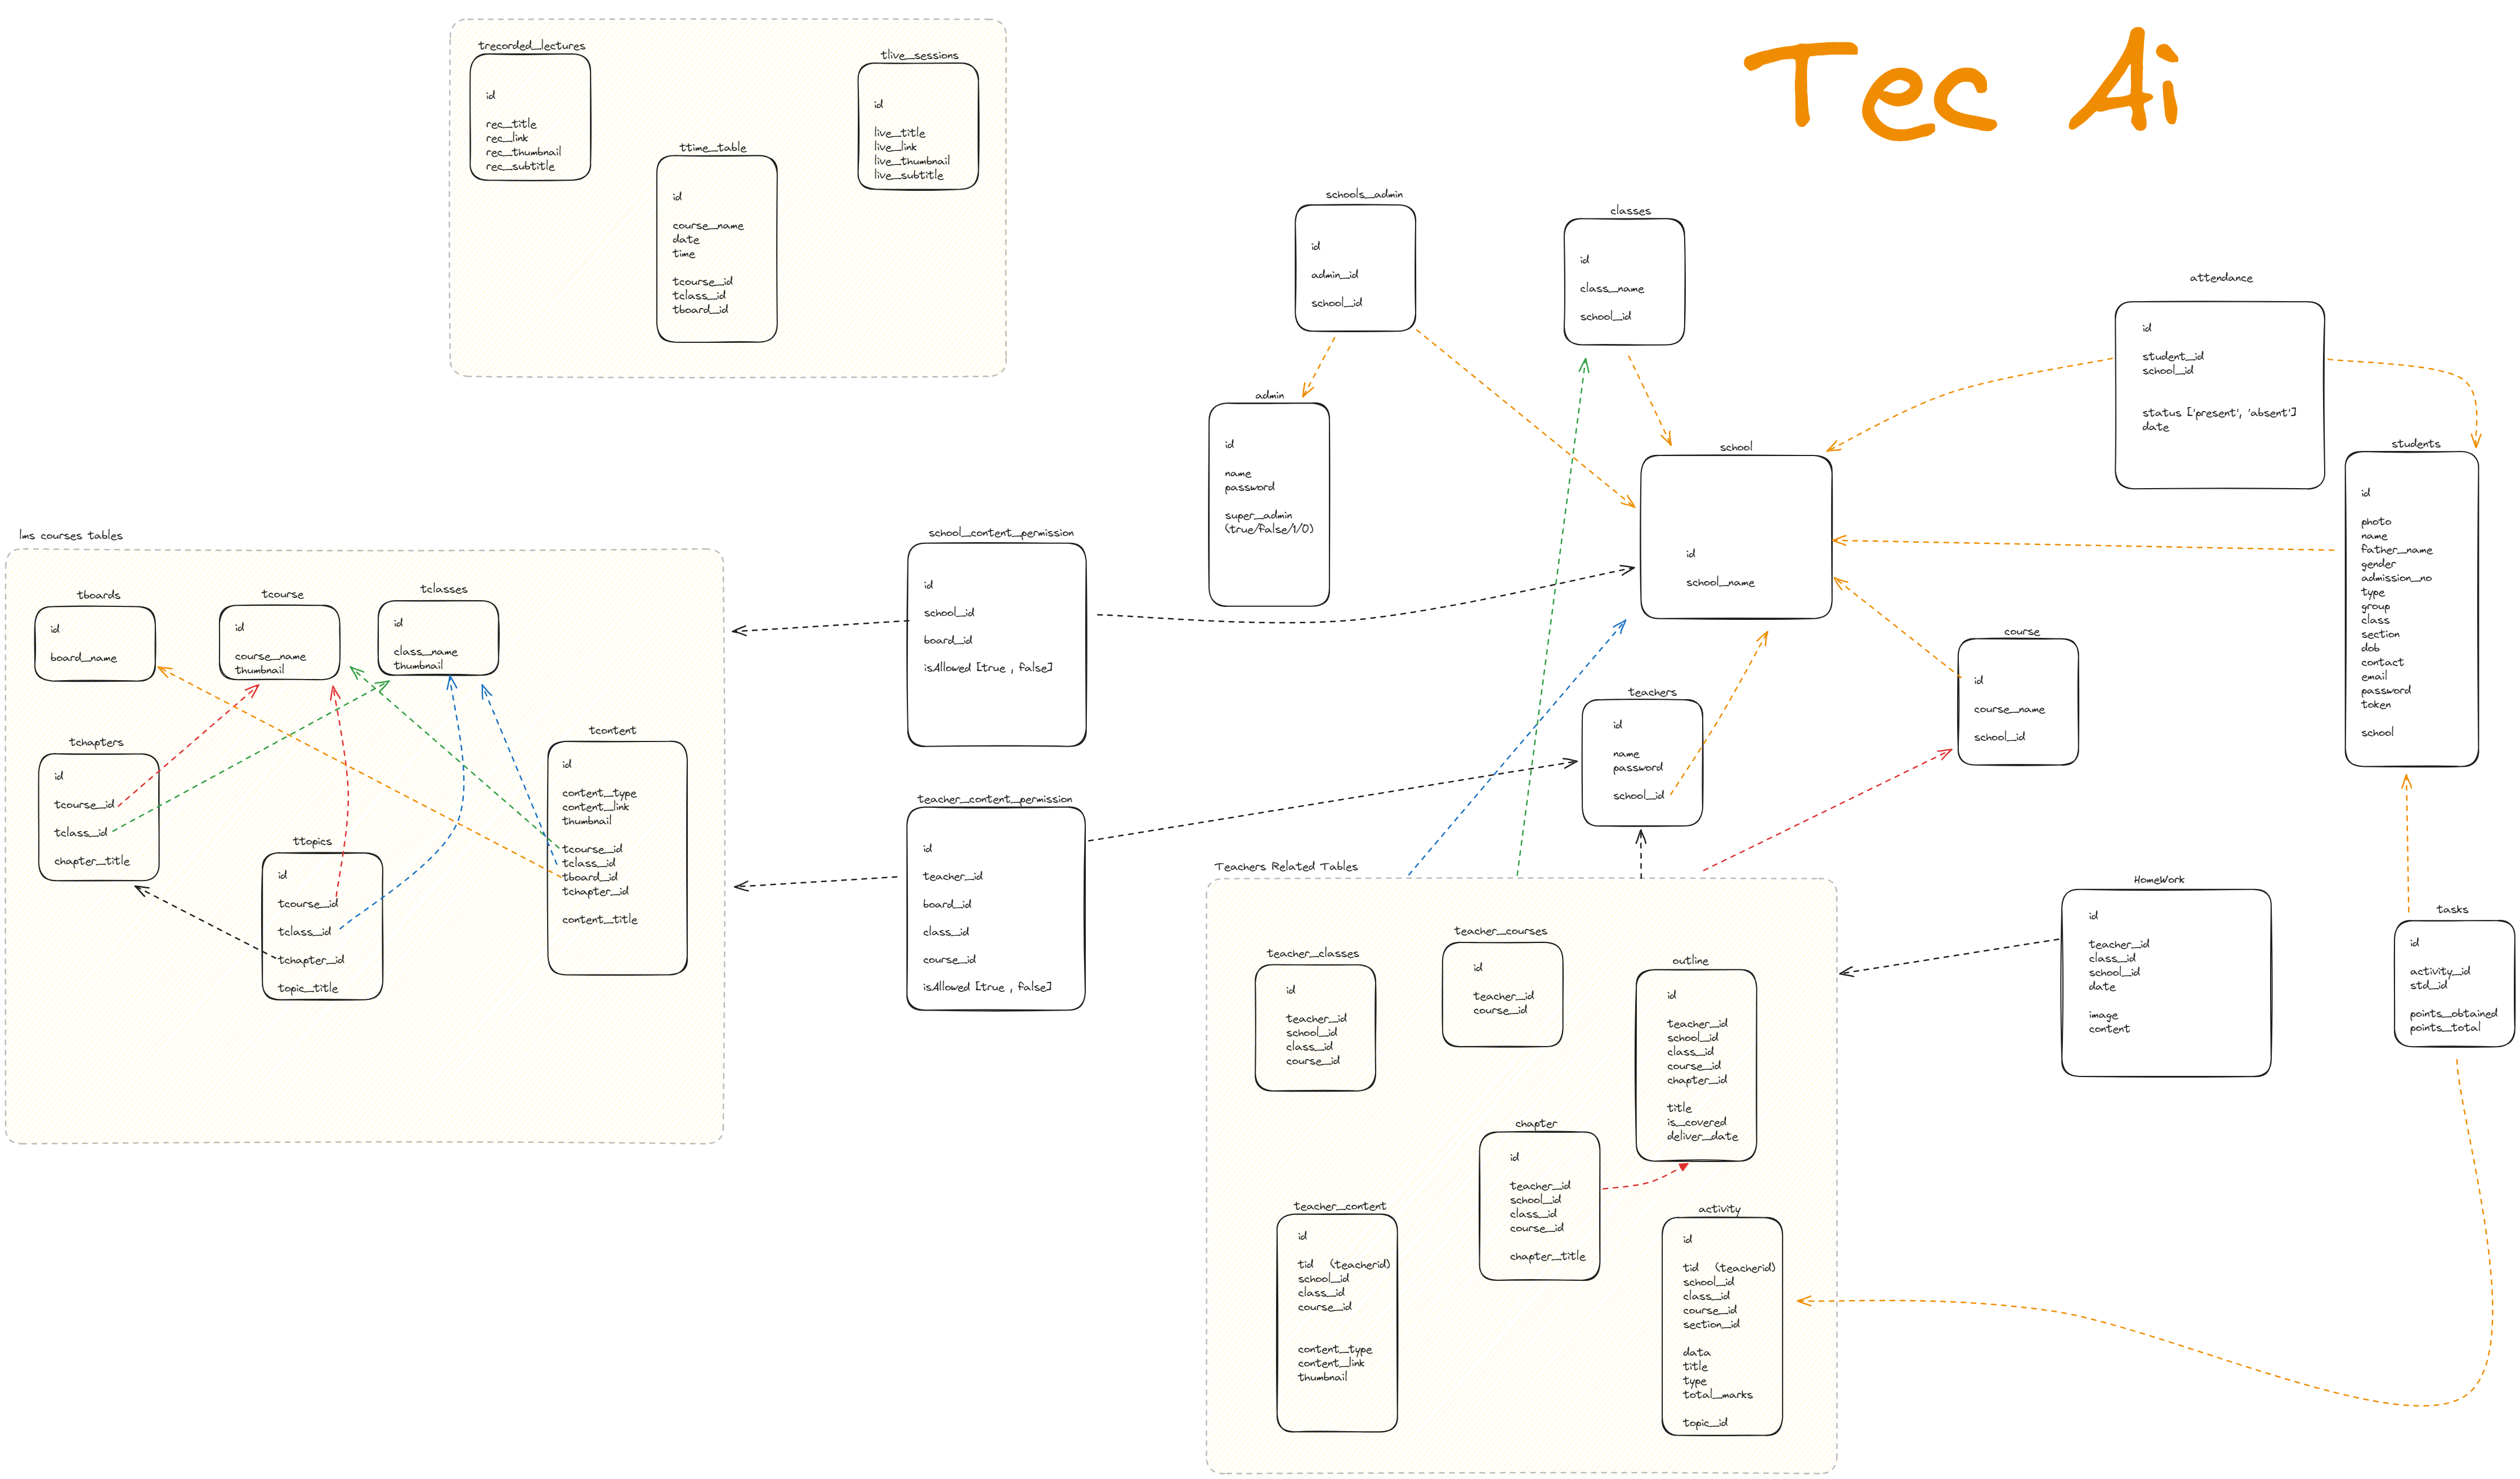 Tec Ai
trecorded_lectures
id
rec_title
rec_link
rec_thumbnail
rec_subtitle
ttime_table
id
course_name
date
time
tcourse_id
tclass_id
tboard_id
tlive_sessions
id
live_title
live_link
live_thumbnail
live_subtitle
schools_admin
id
admin_id
school_id
classes
id
class_name
school_id
attendance
id
student_id
school_id
status ['present', 'absent']
date
admin
id
name
password
super_admin
(true/false/1/0)
school
id
school_name
students
id
photo
name
father_name
gender
admission_no
type
group
class
section
dob
contact
email
password
token
school
lms courses tables
tboards
id
board_name
tcourse
id
course_name
thumbnail
tclasses
id
class_name
thumbnail
tchapters
id
tcourse_id
tclass_id
chapter_title
ttopics
id
tcourse_id
tclass_id
tchapter_id
topic_title
tcontent
id
content_type
content_link
thumbnail
tcourse_id
tclass_id
tboard_id
tchapter_id
content_title
school_content_permission
id
school_id
board_id
isAllowed [true , false]
teacher_content_permission
id
teacher_id
board_id
class_id
course_id
isAllowed [true , false]
teachers
id
name
password
school_id
course
id
course_name
school_id
Teachers Related Tables
teacher_classes
id
teacher_id
school_id
class_id
course_id
teacher_courses
id
teacher_id
course_id
outline
id
teacher_id
school_id
class_id
course_id
chapter_id
title
is_covered
deliver_date
chapter
id
teacher_id
school_id
class_id
course_id
chapter_title
teacher_content
id
tid (teacherid)
school_id
class_id
course_id
content_type
content_link
thumbnail
activity
id
tid (teacherid)
school_id
class_id
course_id
section_id
data
title
type
total_marks
topic_id
HomeWork
id
teacher_id
class_id
school_id
date
image
content
tasks
id
activity_id
std_id
points_obtained
points_total